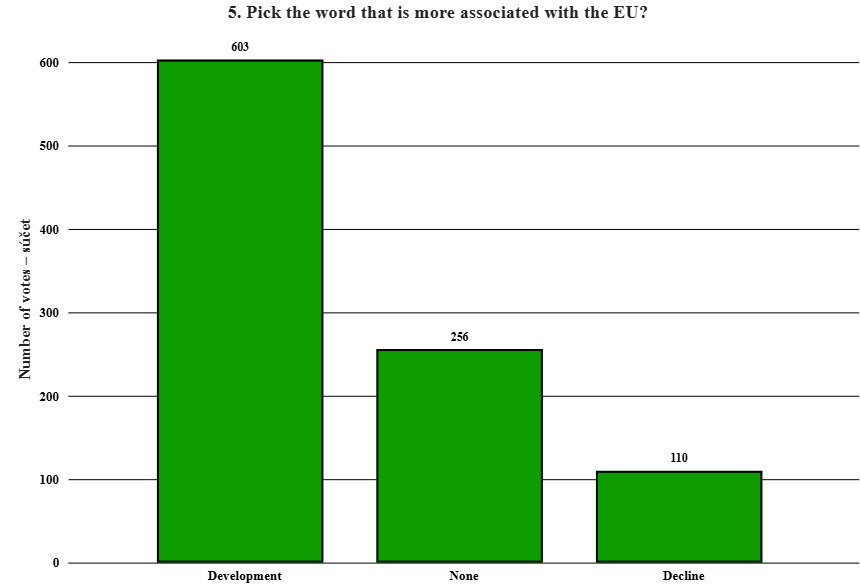 5. Pick the word that is more associated with the EU?
Number of votes – súčet
600
500
400
300
200
100
0
603
256
110
Development
None
Decline